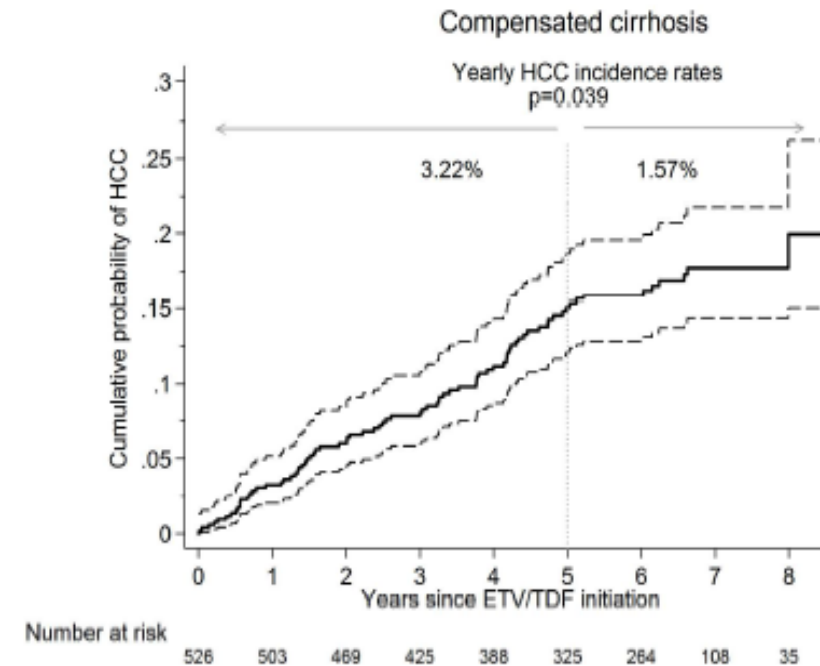 Compensated cirrhosis
Yearly HCC incidence rates
p=0.039
3.22%
1.57%
Cumulative probability of HCC
.3
.25
.2
.15
.1
.05
0
0 1 2 3 4 5 6 7 8
Years since ETV/TDF initiation
Number at risk
526 503 469 425 388 325 264 108 35